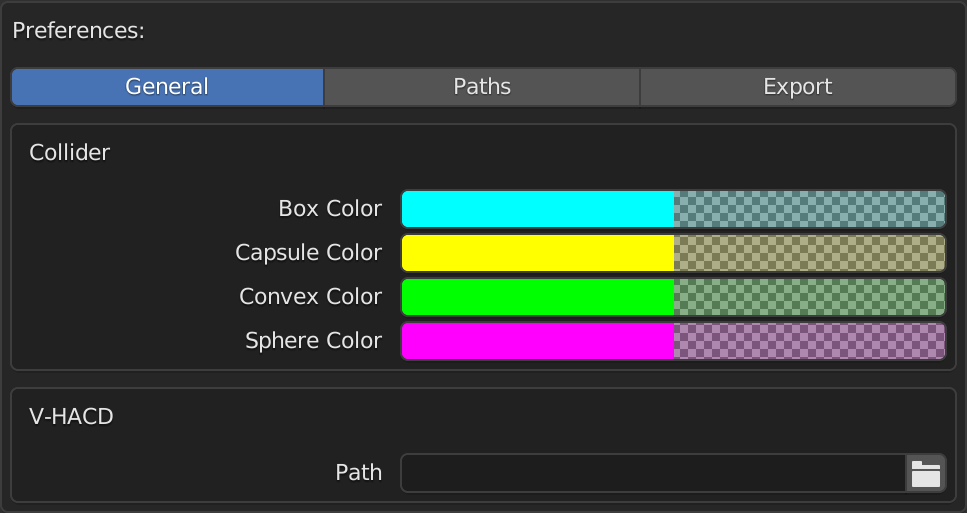 Preferences:
General Paths Export
Collider
Box Color
Capsule Color
Convex Color
Sphere Color
V-HACD
Path